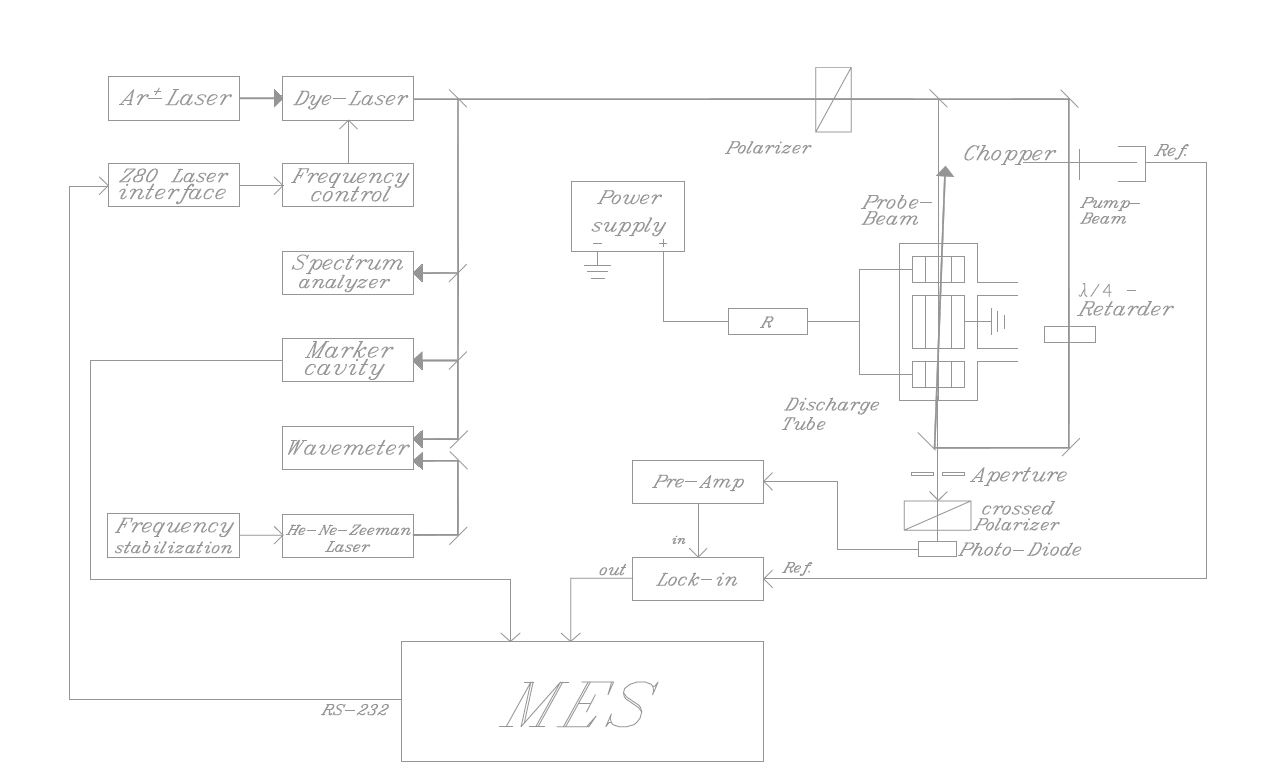 Ar± Laser
Dye-Laser
Polarizer
Chopper
Ref.
Z80 Laser
interface
Frequency
control
Power
supply
- +
Probe-
Beam
Pump-
Beam
Spectrum
analyzer
λ/4 -
Retarder
R
Marker
cavity
Discharge
Tube
Wavemeter
Pre-Amp
Aperture
Frequency
stabilization
He-Ne-Zeeman
Laser
crossed
Polarizer
in
Photo-Diode
out
Lock-in
Ref.
MES
RS-232